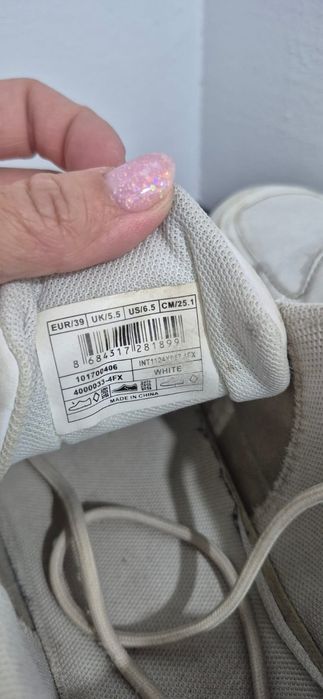 EUR/39 UK/5.5 US/6.5 CM/25.1
8 684317 281899
101700406
4000033-4FX
WHITE
MADE IN CHINA